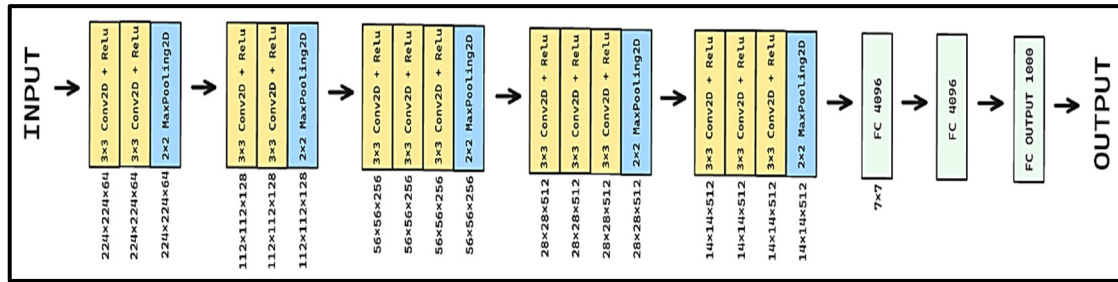 INPUT
3×3 Conv2D + Relu
3×3 Conv2D + Relu
2×2 MaxPooling2D
224×224×64
224×224×64
224×224×64
3×3 Conv2D + Relu
3×3 Conv2D + Relu
2×2 MaxPooling2D
112×112×128
112×112×128
112×112×128
3×3 Conv2D + Relu
3×3 Conv2D + Relu
3×3 Conv2D + Relu
2×2 MaxPooling2D
56×56×256
56×56×256
56×56×256
56×56×256
3×3 Conv2D + Relu
3×3 Conv2D + Relu
3×3 Conv2D + Relu
2×2 MaxPooling2D
28×28×512
28×28×512
28×28×512
28×28×512
3×3 Conv2D + Relu
3×3 Conv2D + Relu
3×3 Conv2D + Relu
2×2 MaxPooling2D
14×14×512
14×14×512
14×14×512
14×14×512
FC 4096
7×7
FC 4096
FC OUTPUT 1000
OUTPUT